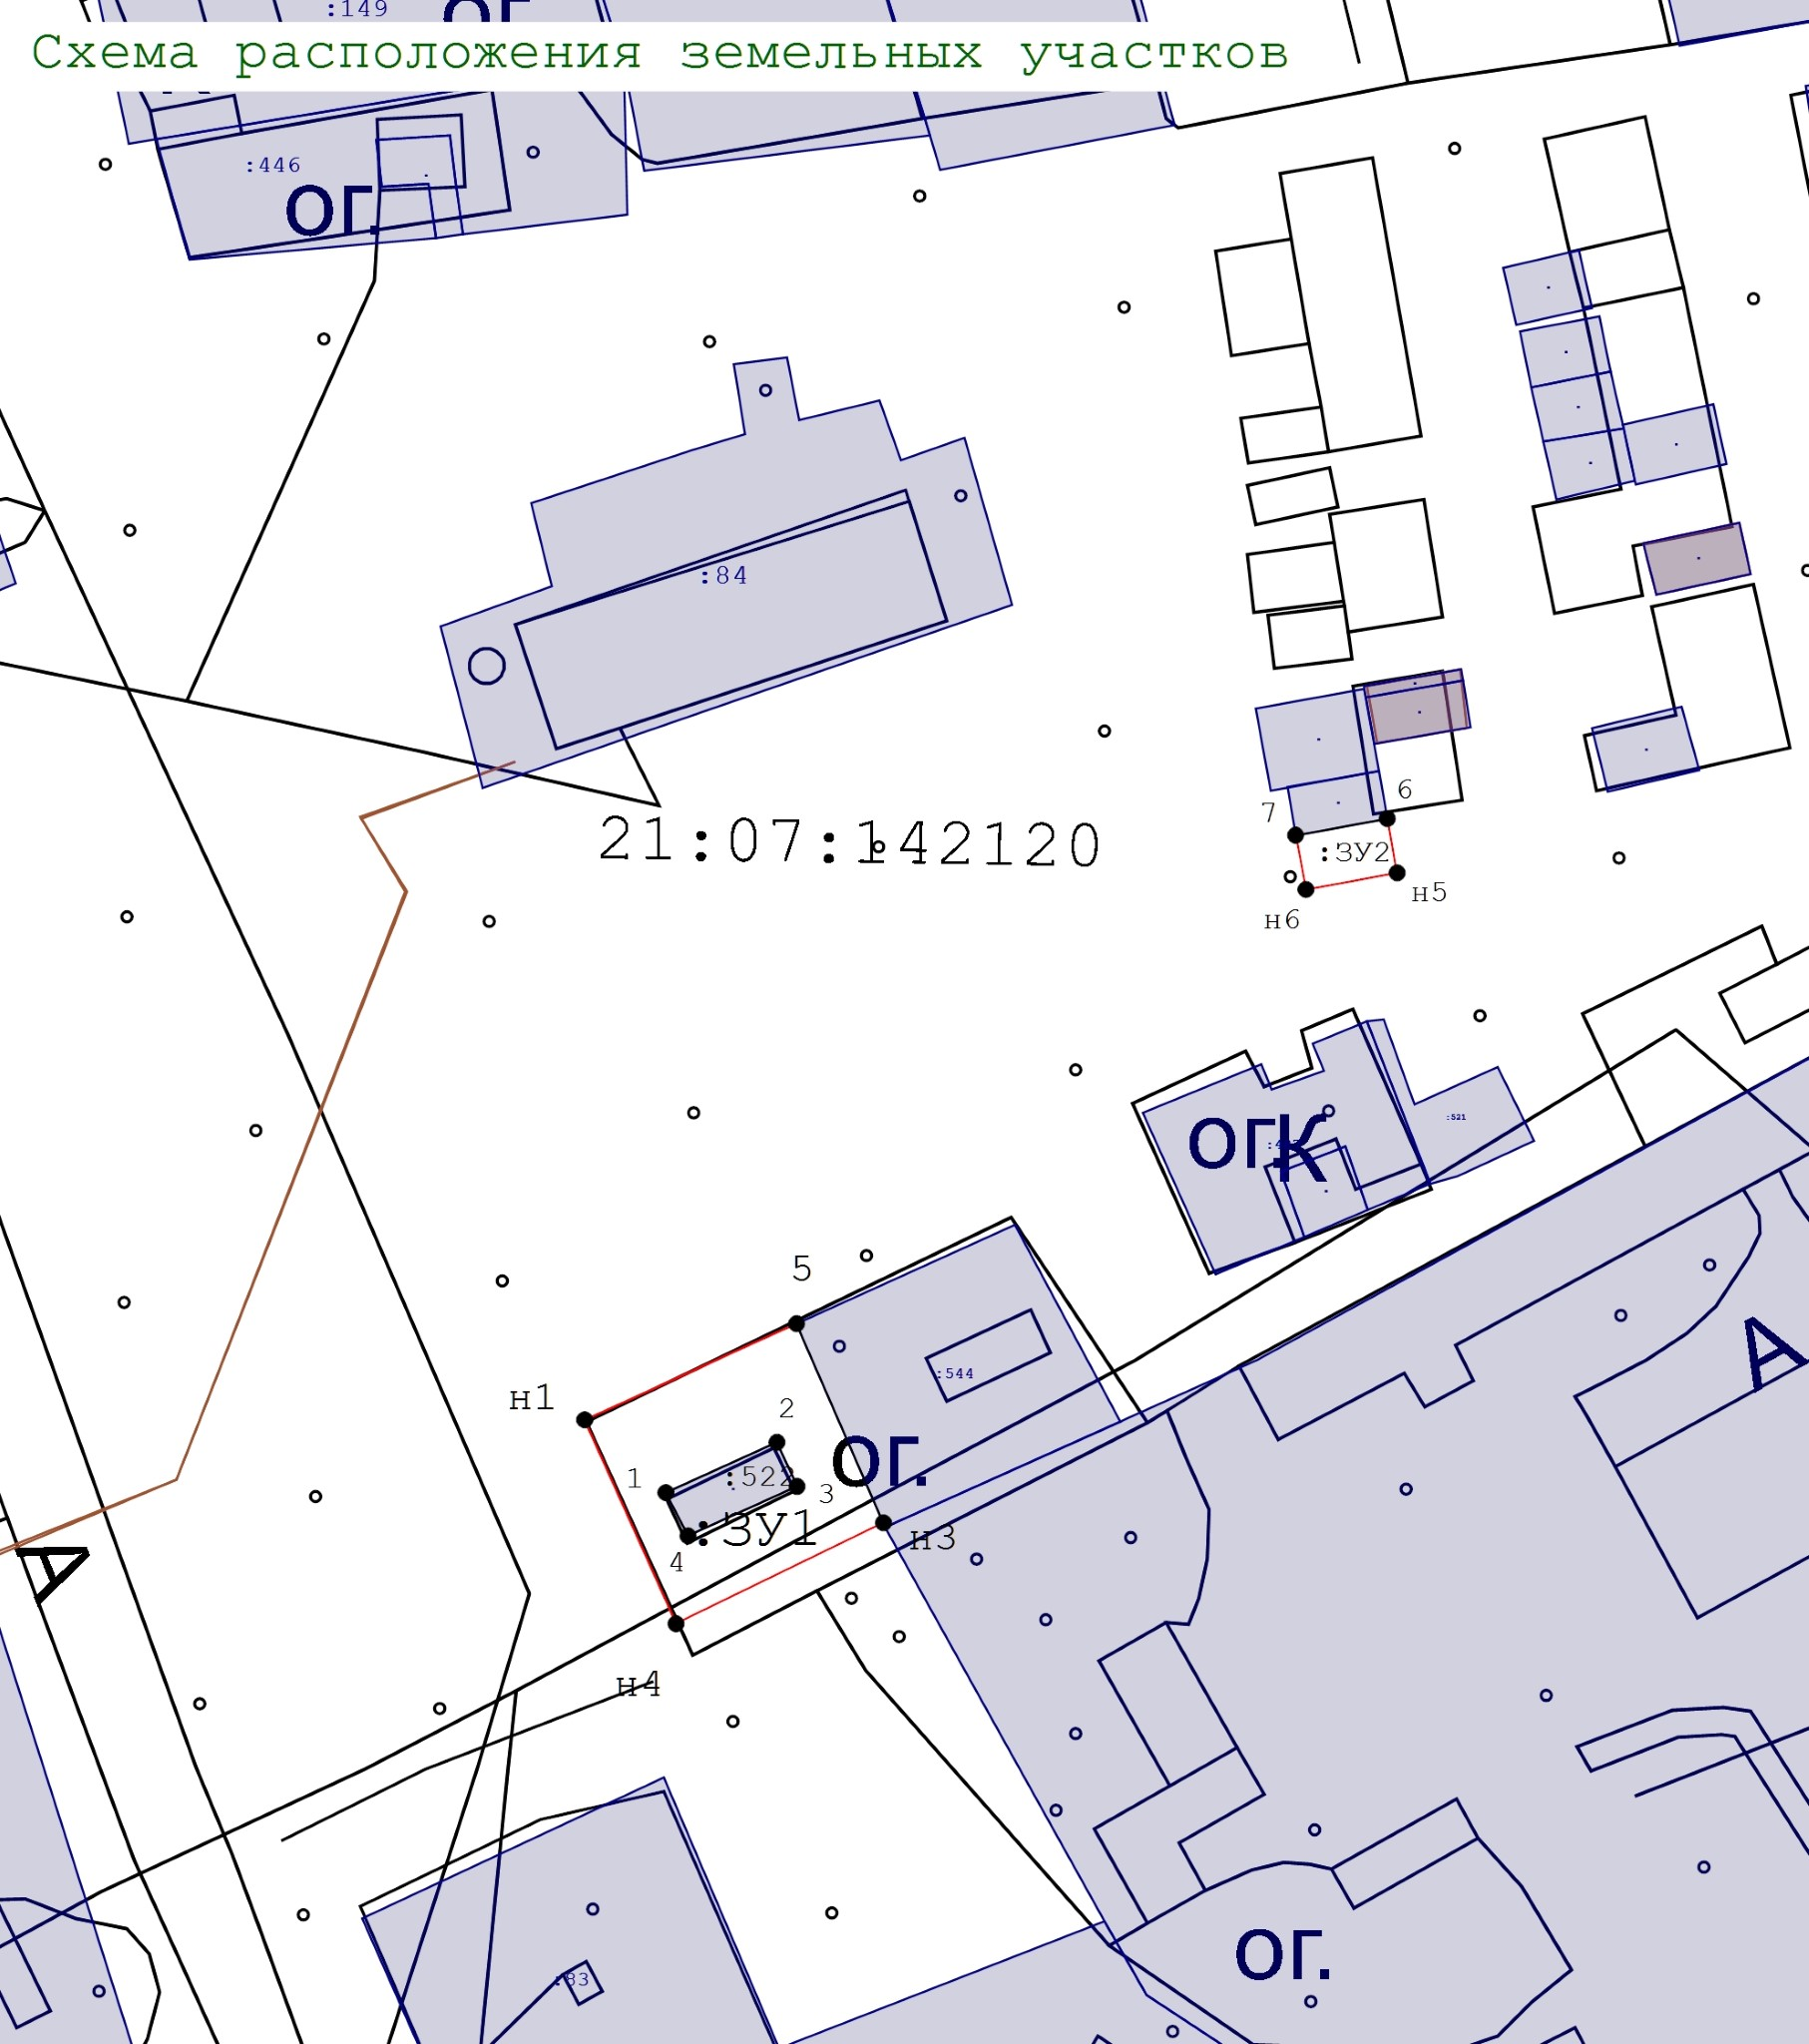 :149
ог
Схема расположения земельных участков
:446
ог.
:84
6
7
21:07:142120
:ЗУ2
н5
н6
:521
огК
5
:544
н1
2
ог.
1
:522
3
:ЗУ1
н3
4
А
А
н4
ог.
:83